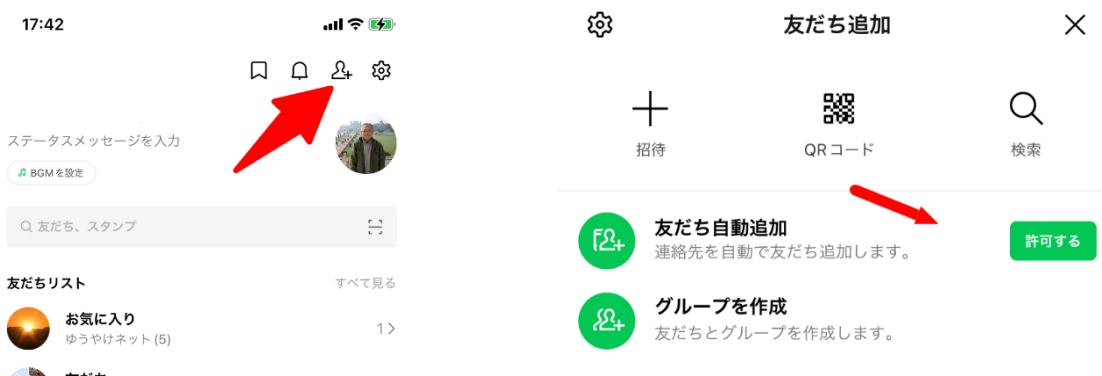 17:42
ステータスメッセージを入力
BGMを設定
友だち、スタンプ
友だちリスト
すべて見る
お気に入り
ゆうやけネット (5)
1
友だち追加
招待
QRコード
検索
友だち自動追加
連絡先を自動で友だち追加します。
許可する
グループを作成
友だちとグループを作成します。